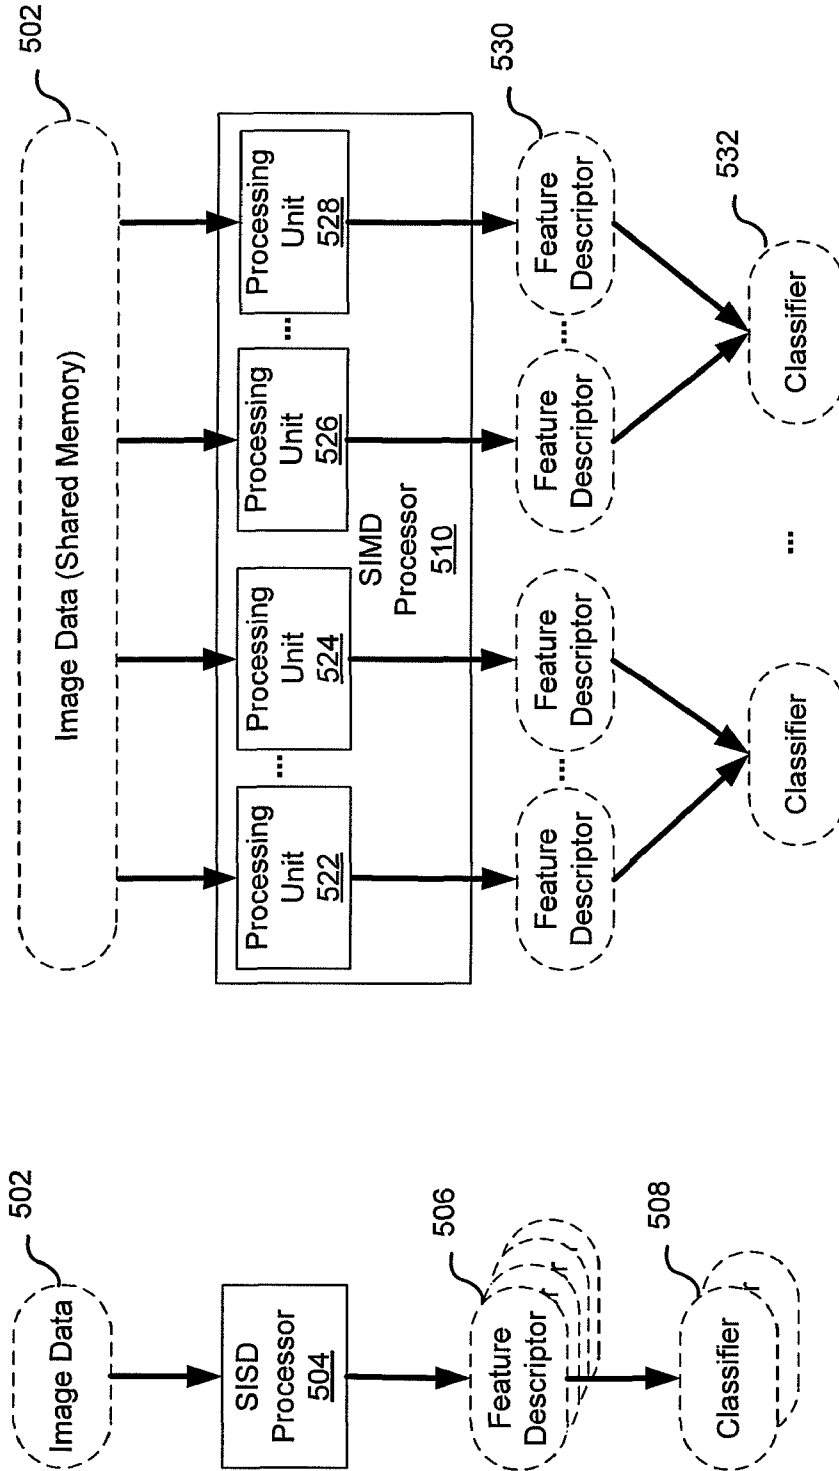 502
Image Data
SISD
Processor
504
506
Feature
Descriptor
r
r
r
508
Classifier
r
502
Image Data (Shared Memory)
Processing
Unit
522
...
Processing
Unit
524
Processing
Unit
526
...
Processing
Unit
528
SIMD
Processor
510
530
Feature
Descriptor
...
Feature
Descriptor
Feature
Descriptor
...
Feature
Descriptor
532
Classifier
...
Classifier